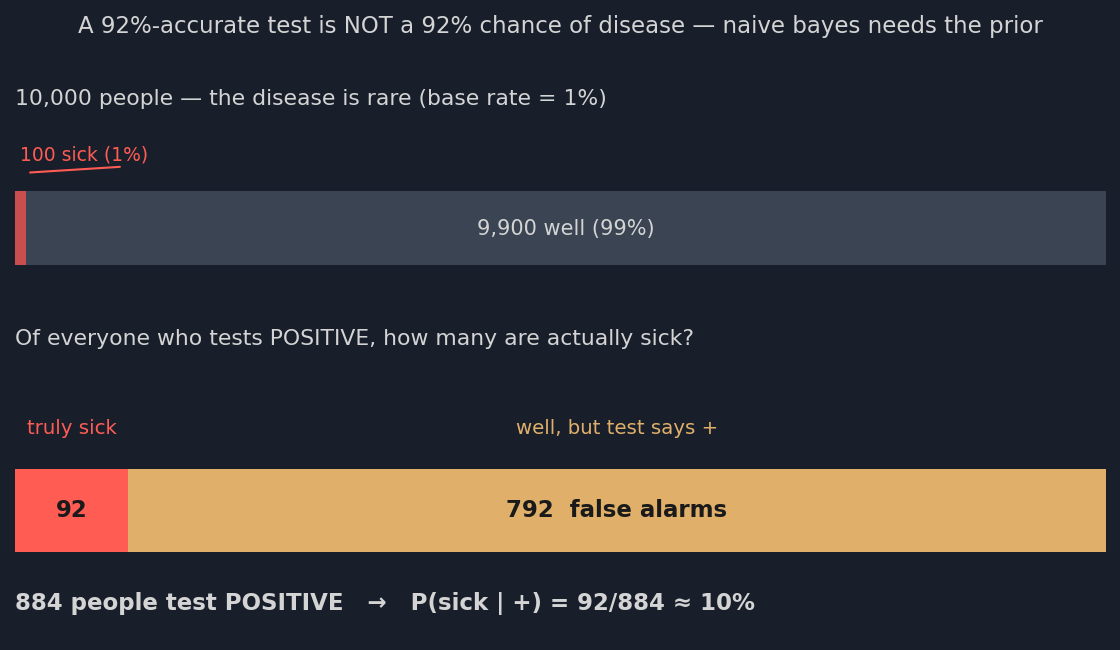 A 92%-accurate test is NOT a 92% chance of disease — naive bayes needs the prior
10,000 people — the disease is rare (base rate = 1%)
100 sick (1%)
9,900 well (99%)
Of everyone who tests POSITIVE, how many are actually sick?
truly sick
well, but test says +
92
792 false alarms
884 people test POSITIVE → P(sick | +) = 92/884 ≈ 10%